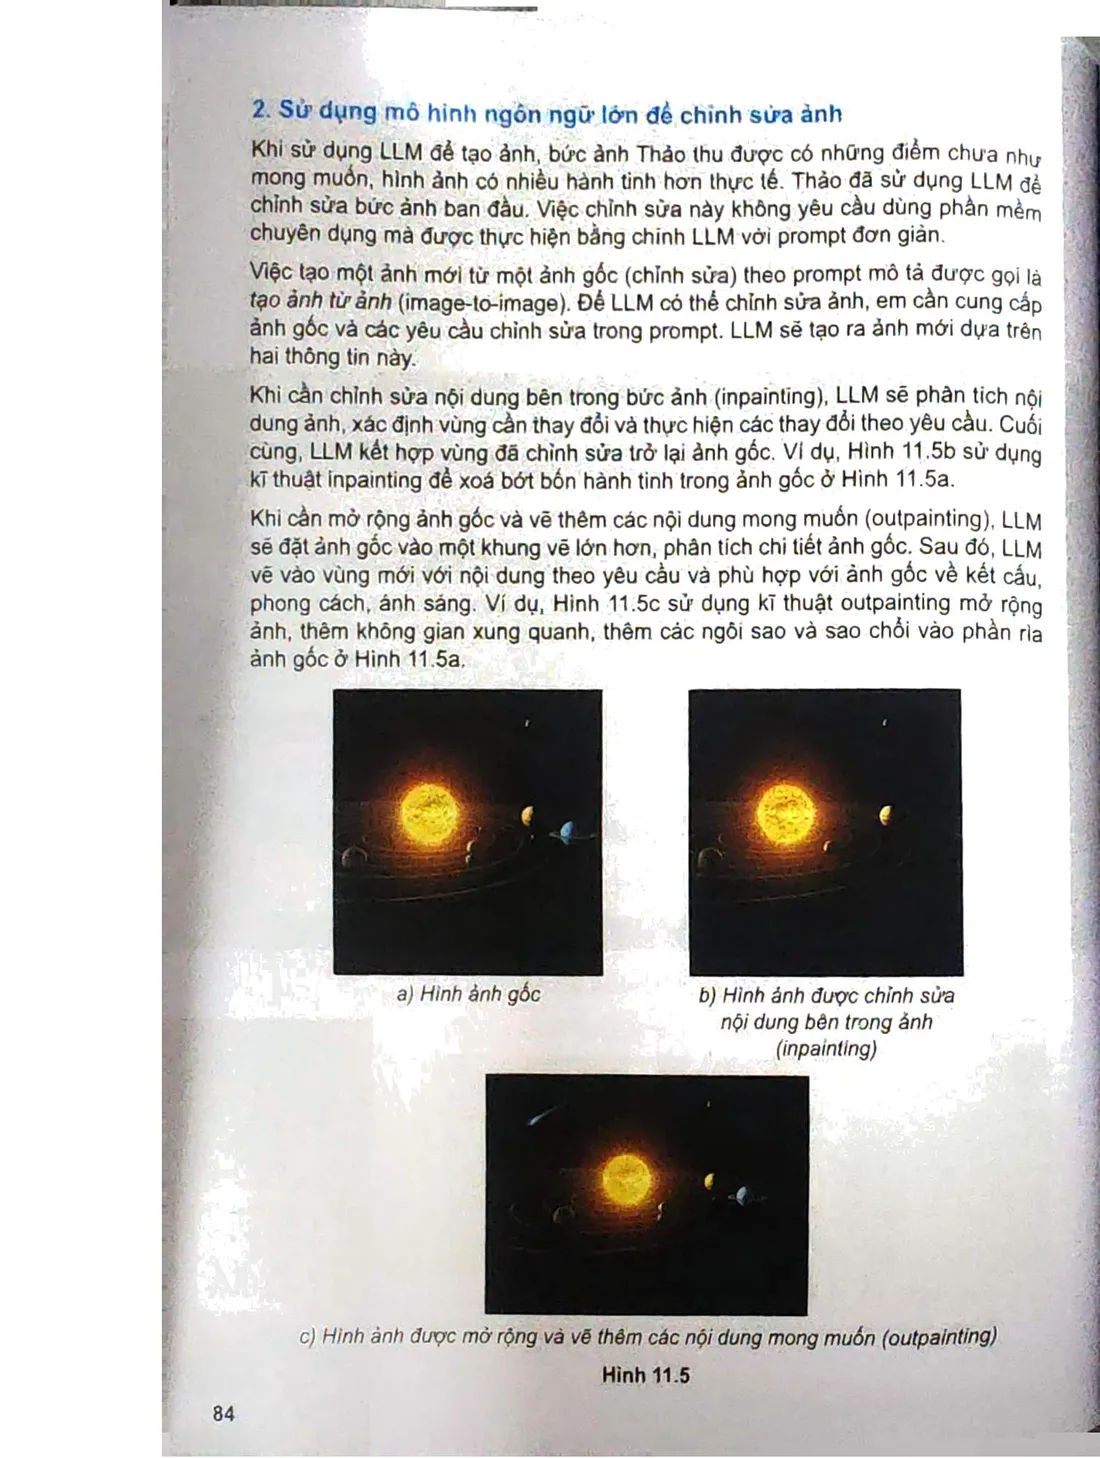 2. Sử dụng mô hình ngôn ngữ lớn để chỉnh sửa ảnh
Khi sử dụng LLM để tạo ảnh, bức ảnh Thảo thu được có những điểm chưa như
mong muốn, hình ảnh có nhiều hành tinh hơn thực tế. Thảo đã sử dụng LLM để
chỉnh sửa bức ảnh ban đầu. Việc chỉnh sửa này không yêu cầu dùng phần mềm
chuyên dụng mà được thực hiện bằng chính LLM với prompt đơn giản.
Việc tạo một ảnh mới từ một ảnh gốc (chỉnh sửa) theo prompt mô tả được gọi là
tạo ảnh từ ảnh (image-to-image). Để LLM có thể chỉnh sửa ảnh, em cần cung cấp
ảnh gốc và các yêu cầu chỉnh sửa trong prompt. LLM sẽ tạo ra ảnh mới dựa trên
hai thông tin này.
Khi cần chỉnh sửa nội dung bên trong bức ảnh (inpainting), LLM sẽ phân tích nội
dung ảnh, xác định vùng cần thay đổi và thực hiện các thay đổi theo yêu cầu. Cuối
cùng, LLM kết hợp vùng đã chỉnh sửa trở lại ảnh gốc. Ví dụ, Hình 11.5b sử dụng
kĩ thuật inpainting để xoá bớt bốn hành tinh trong ảnh gốc ở Hình 11.5a.
Khi cần mở rộng ảnh gốc và vẽ thêm các nội dung mong muốn (outpainting), LLM
sẽ đặt ảnh gốc vào một khung vẽ lớn hơn, phân tích chi tiết ảnh gốc. Sau đó, LLM
vẽ vào vùng mới với nội dung theo yêu cầu và phù hợp với ảnh gốc về kết cấu,
phong cách, ánh sáng. Ví dụ, Hình 11.5c sử dụng kĩ thuật outpainting mở rộng
ảnh, thêm không gian xung quanh, thêm các ngôi sao và sao chổi vào phần rìa
ảnh gốc ở Hình 11.5a.
a) Hình ảnh gốc
b) Hình ảnh được chỉnh sửa
nội dung bên trong ảnh
(inpainting)
c) Hình ảnh được mở rộng và vẽ thêm các nội dung mong muốn (outpainting)
Hình 11.5
84